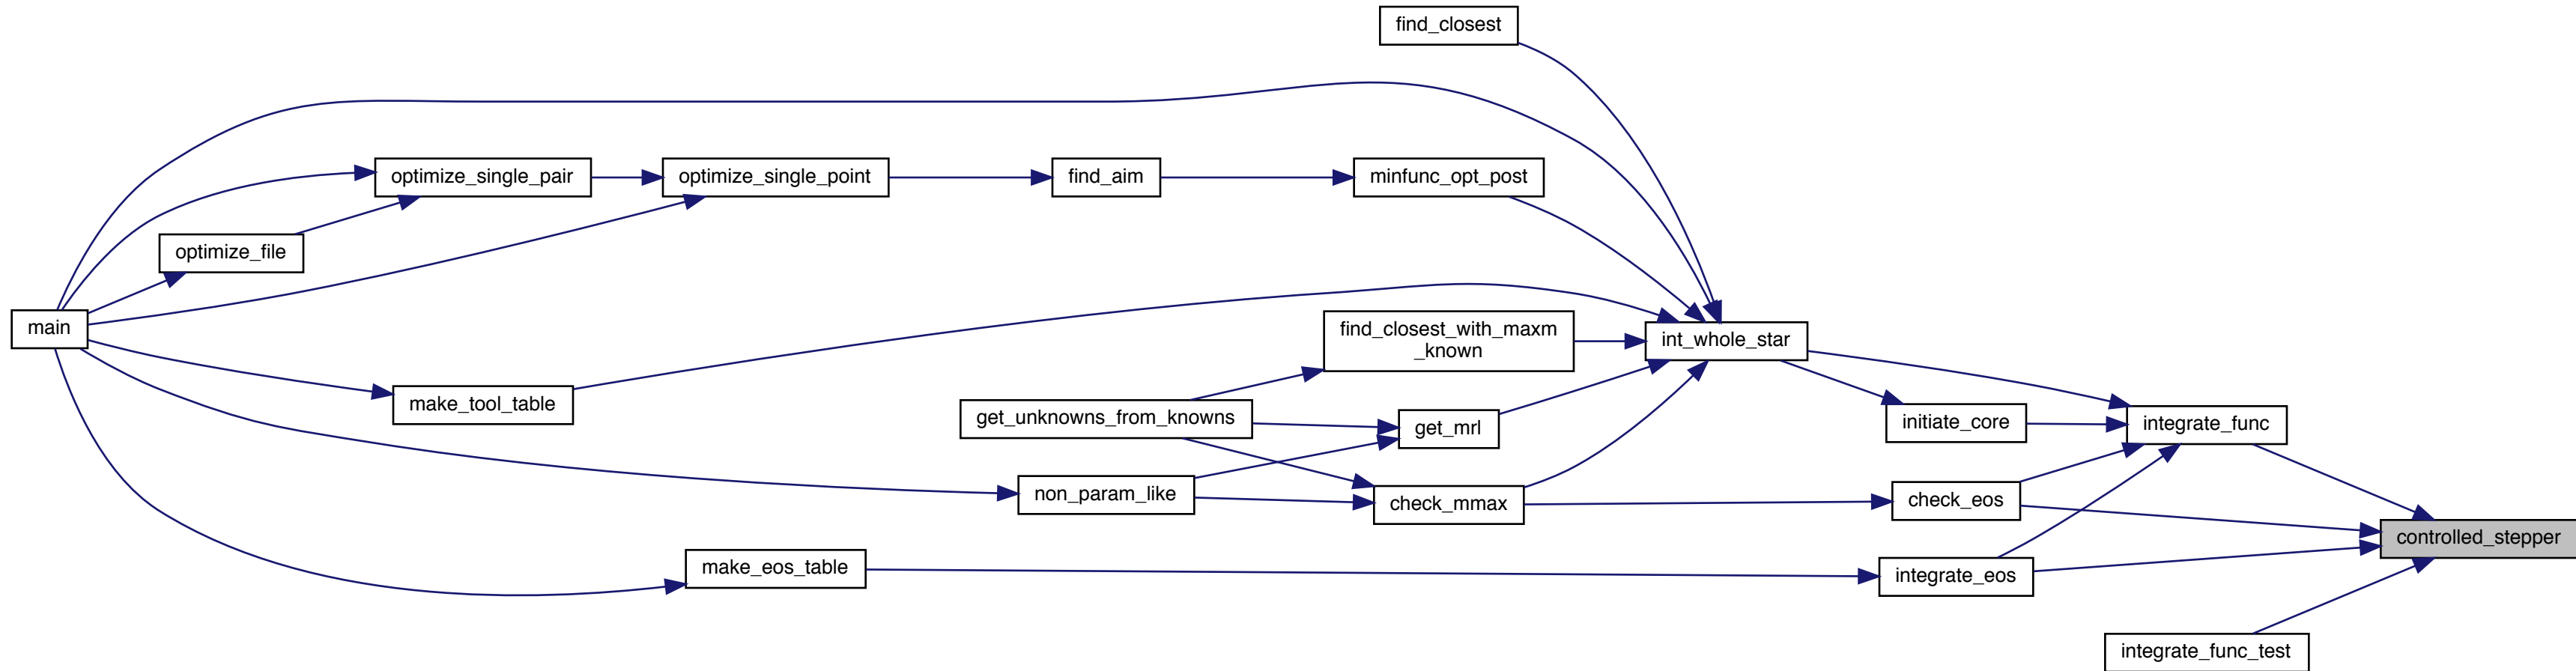 find_closest
optimize_single_pair
optimize_single_point
find_aim
minfunc_opt_post
optimize_file
main
find_closest_with_maxm
_known
int_whole_star
make_tool_table
get_unknowns_from_knowns
get_mrl
initiate_core
integrate_func
non_param_like
check_mmax
check_eos
controlled_stepper
make_eos_table
integrate_eos
integrate_func_test